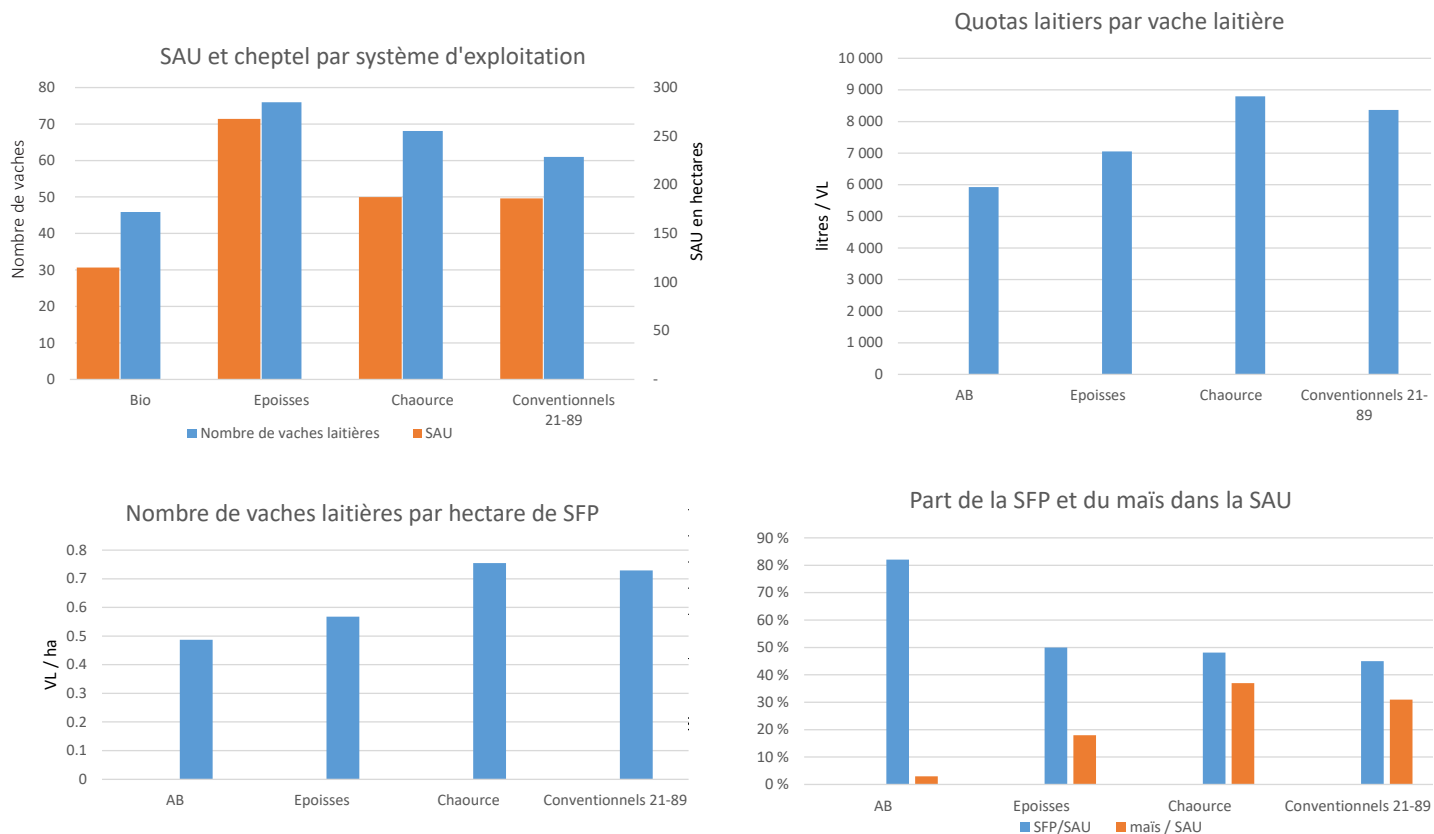 SAU et cheptel par système d'exploitation
80
70
60
50
40
30
20
10
0
Nombre de vaches
300
250
200
150
100
50
-
SAU en hectares
Bio
Epoisses
Chaource
Conventionnels
21-89
Nombre de vaches laitières
SAU
Quotas laitiers par vache laitière
10 000
9 000
8 000
7 000
6 000
5 000
4 000
3 000
2 000
1 000
0
litres / VL
AB
Epoisses
Chaource
Conventionnels 21-
89
Nombre de vaches laitières par hectare de SFP
0.8
0.7
0.6
0.5
0.4
0.3
0.2
0.1
0
VL / ha
AB
Epoisses
Chaource
Conventionnels 21-89
Part de la SFP et du maïs dans la SAU
90 %
80 %
70 %
60 %
50 %
40 %
30 %
20 %
10 %
0 %
AB
Epoisses
Chaource
Conventionnels 21-89
SFP/SAU
maïs / SAU